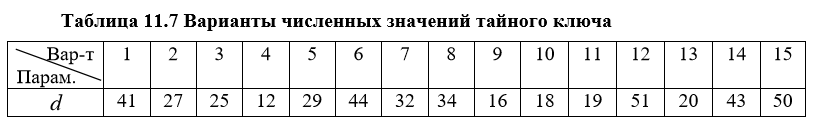 Таблица 11.7 Варианты численных значений тайного ключа
Вар-т 1 2 3 4 5 6 7 8 9 10 11 12 13 14 15
Парам.
d 41 27 25 12 29 44 32 34 16 18 19 51 20 43 50